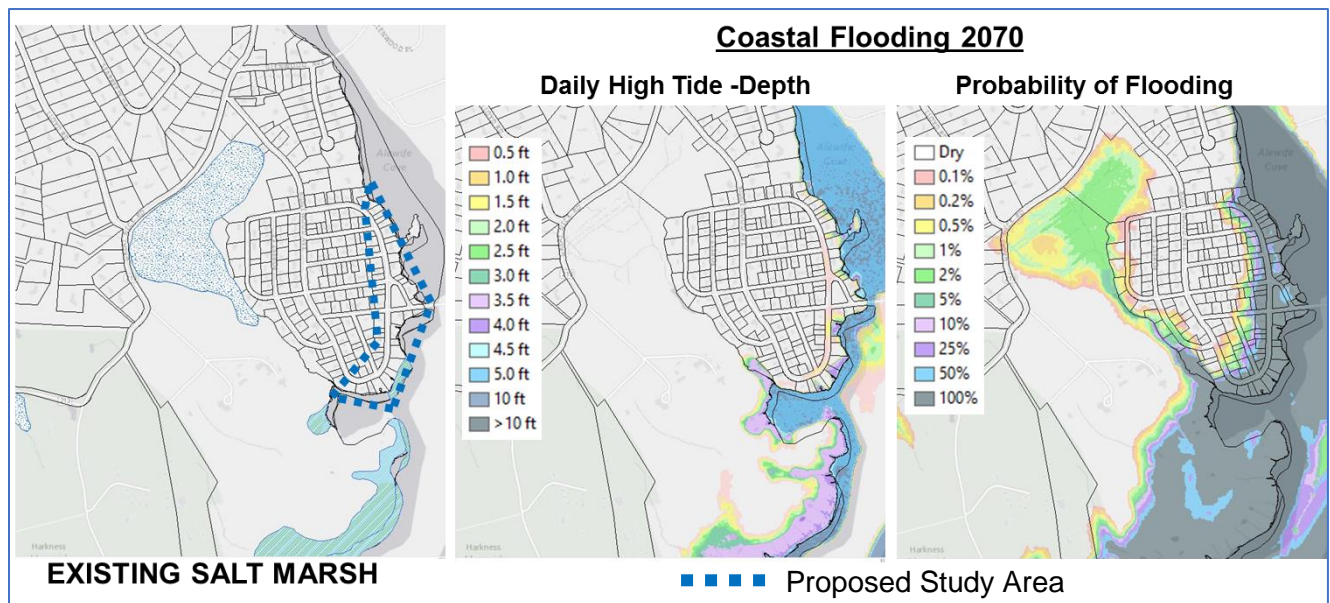 Coastal Flooding 2070
Daily High Tide -Depth
Probability of Flooding
Alewife
Cove
Harkness
EXISTING SALT MARSH
0.5 ft
1.0 ft
1.5 ft
2.0 ft
2.5 ft
3.0 ft
3.5 ft
4.0 ft
4.5 ft
5.0 ft
10 ft
>10 ft
Alewife
Cove
Harkness
Dry
0.1%
0.2%
0.5%
1%
2%
5%
10%
25%
50%
100%
Alewife
Cove
Harkness
Proposed Study Area